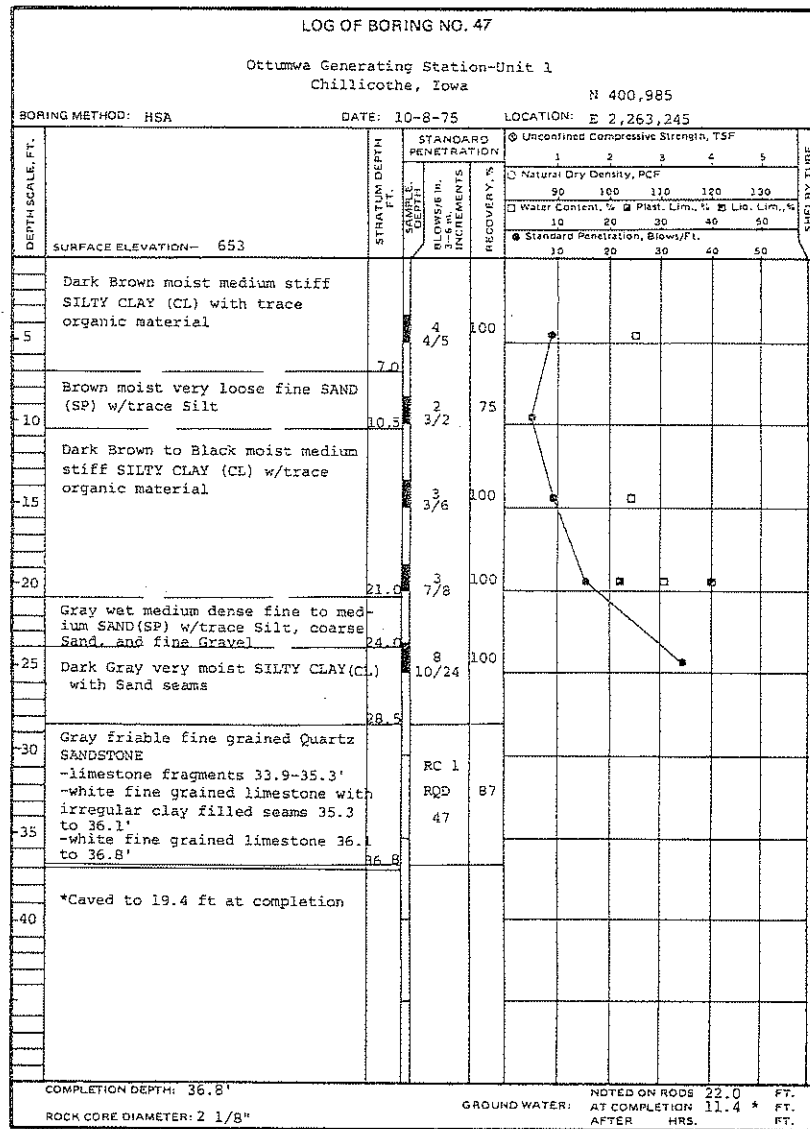 LOG OF BORING NO. 47
Ottumwa Generating Station-Unit 1
Chillicothe, Iowa
N 400,985
BORING METHOD: HSA DATE: 10-8-75 LOCATION: E 2,263,245
DEPTH SCALE, FT.
SURFACE ELEVATION— 653
STRATUM DEPTH FT.
STANDARD PENETRATION
SAMPLE DEPTH
BLOWS/6 in. 3-6 in. INCREMENTS
RECOVERY, %
Unconfined Compressive Strength, TSF
1 2 3 4 5
Natural Dry Density, PCF
90 100 110 120 130
Water Content, % Plast. Lim., % Liq. Lim., %
10 20 30 40 50
Standard Penetration, Blows/Ft.
10 20 30 40 50
SHELBY TUBE
Dark Brown moist medium stiff
SILTY CLAY (CL) with trace
organic material
5
4
4/5
100
7.0
Brown moist very loose fine SAND
(SP) w/trace Silt
10
10.5
2
3/2
75
Dark Brown to Black moist medium
stiff SILTY CLAY (CL) w/trace
organic material
15
3
3/6
100
20
21.0
3
7/8
100
Gray wet medium dense fine to med-
ium SAND(SP) w/trace Silt, coarse
Sand, and fine Gravel
24.0
25
8
10/24
100
Dark Gray very moist SILTY CLAY(CL)
with Sand seams
28.5
30
Gray friable fine grained Quartz
SANDSTONE
-limestone fragments 33.9-35.3'
-white fine grained limestone with
irregular clay filled seams 35.3
to 36.1'
-white fine grained limestone 36.1
to 36.8'
RC 1
RQD
47
87
35
36.8
*Caved to 19.4 ft at completion
40
COMPLETION DEPTH: 36.8'
ROCK CORE DIAMETER: 2 1/8"
GROUND WATER:
NOTED ON RODS 22.0 FT.
AT COMPLETION 11.4 * FT.
AFTER HRS. FT.